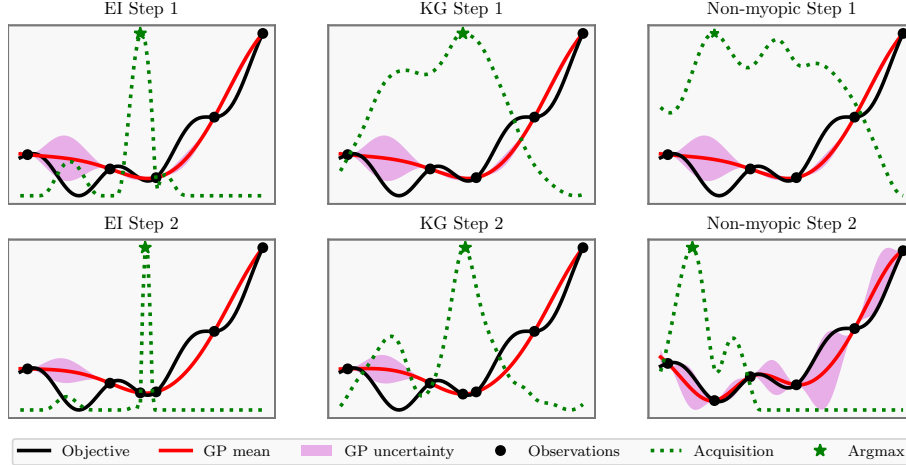 EI Step 1
KG Step 1
Non-myopic Step 1
EI Step 2
KG Step 2
Non-myopic Step 2
Objective GP mean GP uncertainty Observations Acquisition Argmax